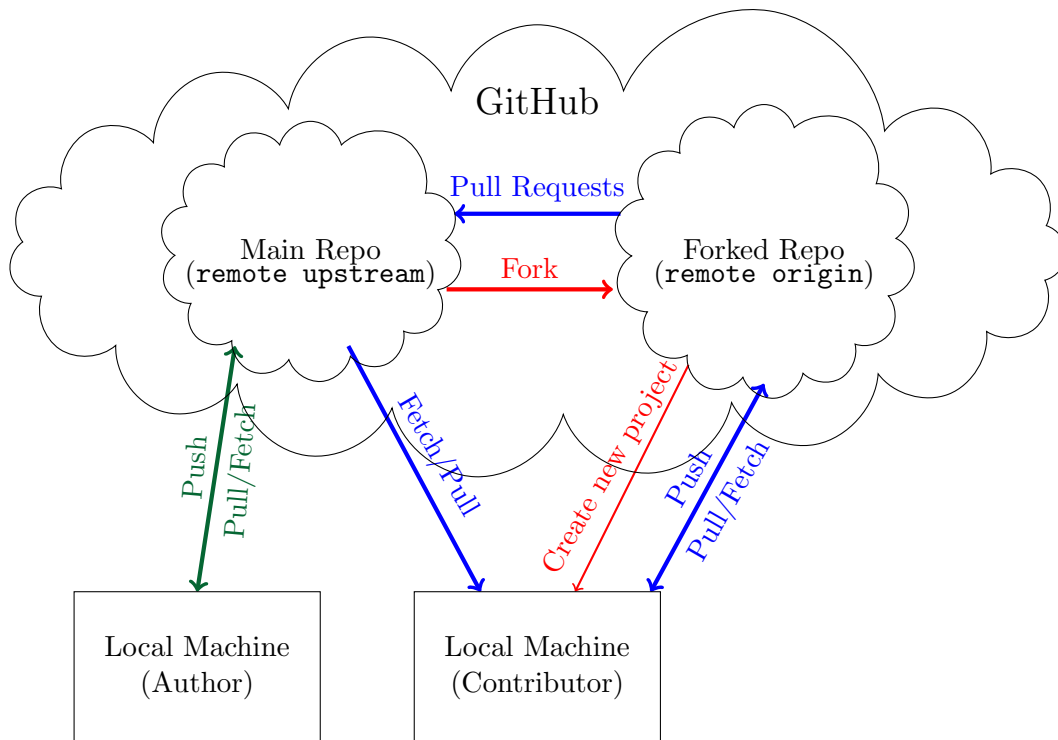 GitHub
Pull Requests
Main Repo
(remote upstream)
Forked Repo
(remote origin)
Fork
Push
Pull/Fetch
Fetch/Pull
Create new project
Push
Pull/Fetch
Local Machine
(Author)
Local Machine
(Contributor)